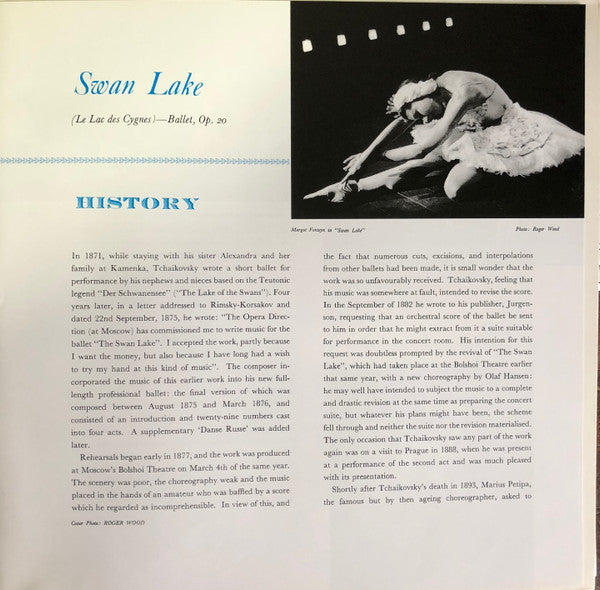 Swan Lake
(Le Lac des Cygnes)—Ballet, Op. 20
Margot Fonteyn in "Swan Lake"
Photo: Roger Wood
HISTORY
In 1871, while staying with his sister Alexandra and her
family at Kamenka, Tchaikovsky wrote a short ballet for
performance by his nephews and nieces based on the Teutonic
legend "Der Schwanensee" ("The Lake of the Swans"). Four
years later, in a letter addressed to Rimsky-Korsakov and
dated 22nd September, 1875, he wrote: "The Opera Direc-
tion (at Moscow) has commissioned me to write music for the
ballet "The Swan Lake". I accepted the work, partly because
I want the money, but also because I have long had a wish
to try my hand at this kind of music". The composer in-
corporated the music of this earlier work into his new full-
length professional ballet: the final version of which was
composed between August 1875 and March 1876, and
consisted of an introduction and twenty-nine numbers cast
into four acts. A supplementary 'Danse Russe' was added
later.
Rehearsals began early in 1877, and the work was produced
at Moscow's Bolshoi Theatre on March 4th of the same year.
The scenery was poor, the choreography weak and the music
placed in the hands of an amateur who was baffled by a score
which he regarded as incomprehensible. In view of this, and
Cover Photo: ROGER WOOD
the fact that numerous cuts, excisions, and interpolations
from other ballets had been made, it is small wonder that the
work was so unfavourably received. Tchaikovsky, feeling that
his music was somewhere at fault, intended to revise the score.
In the September of 1882 he wrote to his publisher, Jurgen-
son, requesting that an orchestral score of the ballet be sent
to him in order that he might extract from it a suite suitable
for performance in the concert room. His intention for this
request was doubtless prompted by the revival of "The Swan
Lake", which had taken place at the Bolshoi Theatre earlier
that same year, with a new choreography by Olaf Hansen:
he may well have intended to subject the music to a complete
and drastic revision at the same time as preparing the concert
suite, but whatever his plans might have been, the scheme
fell through and neither the suite nor the revision materialised.
The only occasion that Tchaikovsky saw any part of the work
again was on a visit to Prague in 1888, when he was present
at a performance of the second act and was much pleased
with its presentation.
Shortly after Tchaikovsky's death in 1893, Marius Petipa,
the famous but by then ageing choreographer, asked to